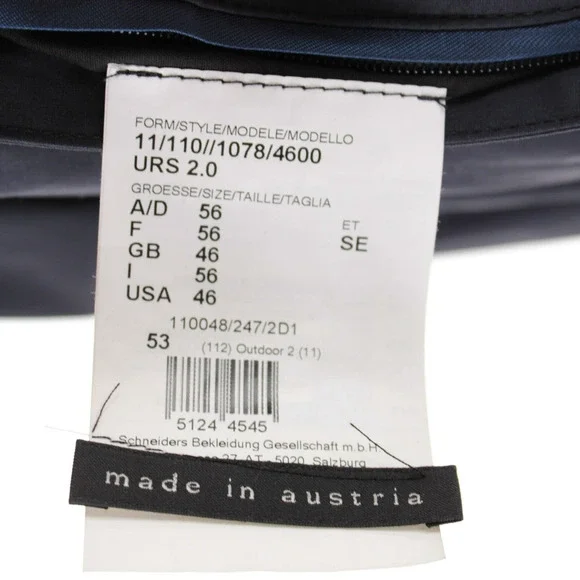 FORM/STYLE/MODELE/MODELLO
11/110//1078/4600
URS 2.0
GROESSE/SIZE/TAILLE/TAGLIA
A/D 56
F 56
GB 46
I 56
USA 46
ET
SE
110048/247/2D1
53 (112) Outdoor 2 (11)
5124 4545
Schneiders Bekleidung Gesellschaft m.b.H.
27 AT - 5020 Salzburg
made in austria